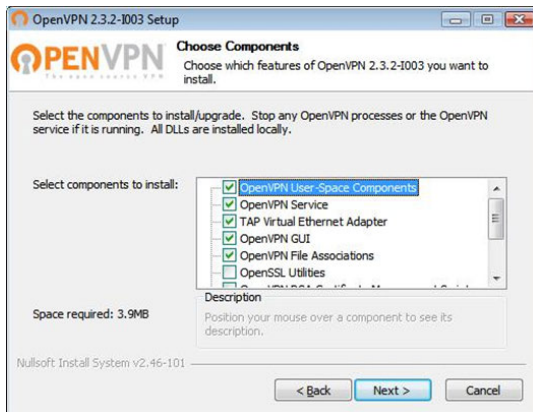 OpenVPN 2.3.2-I003 Setup
OPENVPN
The open source VPN
Choose Components
Choose which features of OpenVPN 2.3.2-I003 you want to
install.
Select the components to install/upgrade. Stop any OpenVPN processes or the OpenVPN
service if it is running. All DLLs are installed locally.
Select components to install:
OpenVPN User-Space Components
OpenVPN Service
TAP Virtual Ethernet Adapter
OpenVPN GUI
OpenVPN File Associations
OpenSSL Utilities
Space required: 3.9MB
Description
Position your mouse over a component to see its
description.
Nullsoft Install System v2.46-101
< Back
Next >
Cancel